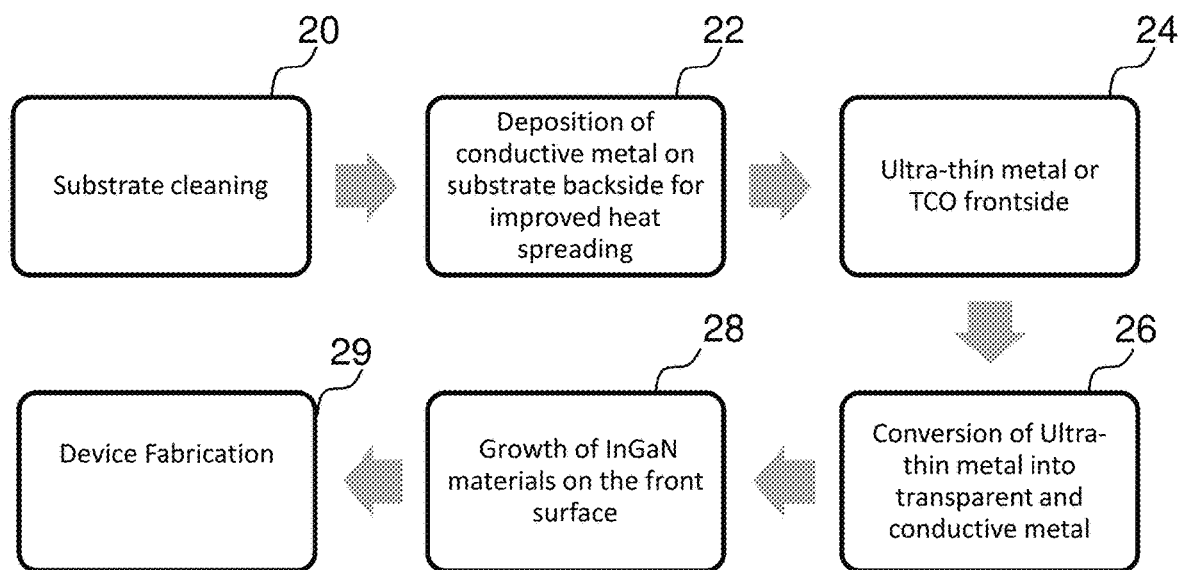 20
Substrate cleaning
22
Deposition of
conductive metal on
substrate backside for
improved heat
spreading
24
Ultra-thin metal or
TCO frontside
26
Conversion of Ultra-
thin metal into
transparent and
conductive metal
28
Growth of InGaN
materials on the front
surface
29
Device Fabrication